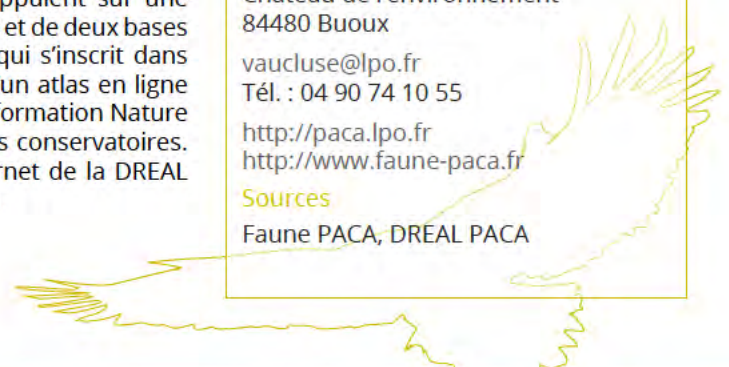 et de deux bases
qui s'inscrit dans
un atlas en ligne
formation Nature
s conservatoires.
rnet de la DREAL
84480 Buoux
vaucluse@lpo.fr
Tél. : 04 90 74 10 55
http://paca.lpo.fr
http://www.faune-paca.fr
Sources
Faune PACA, DREAL PACA